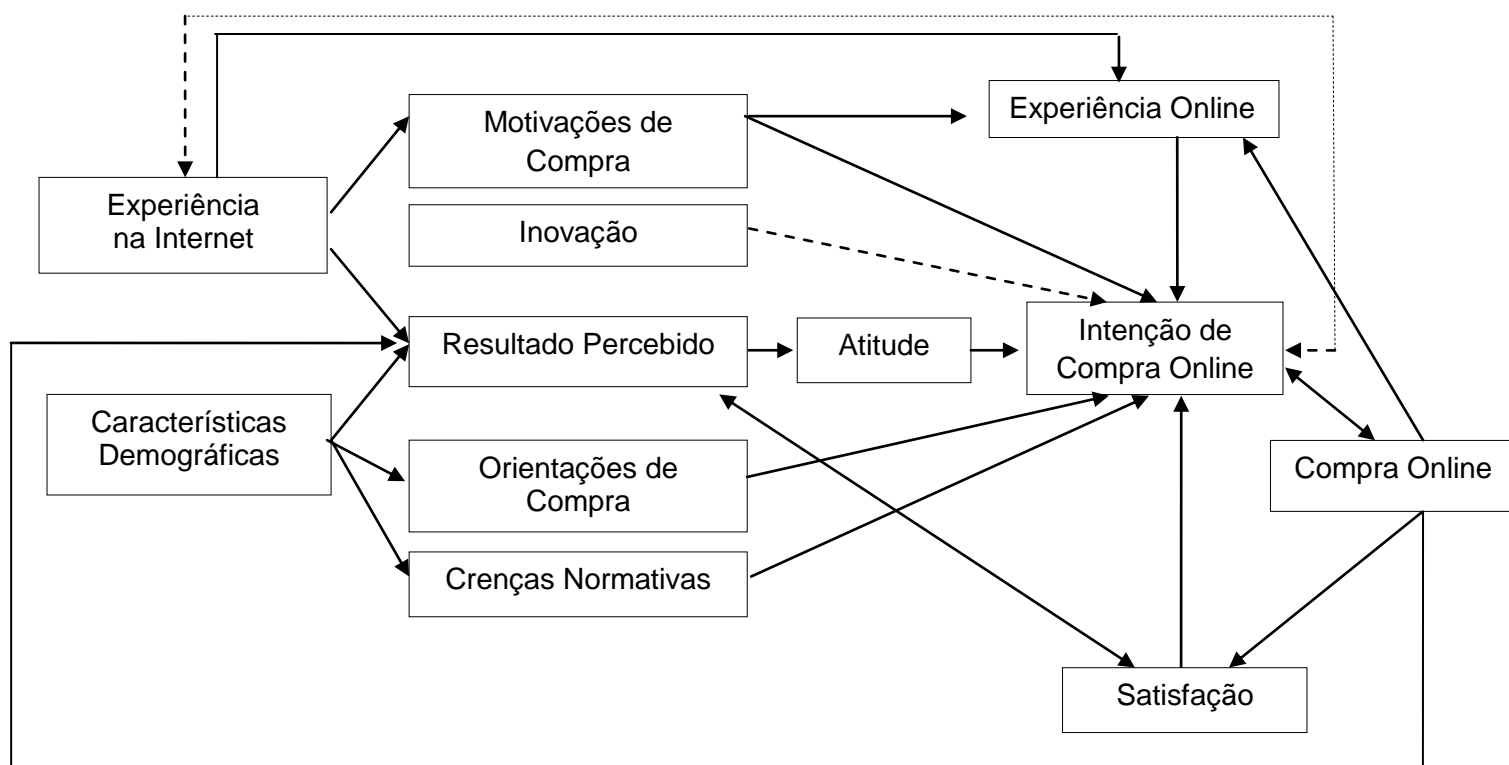 Experiência Online
Motivações de
Compra
Experiência
na Internet
Inovação
Resultado Percebido
Atitude
Intenção de
Compra Online
Característísticas
Demográficas
Orientações de
Compra
Compra Online
Crenças Normativas
Satisfação